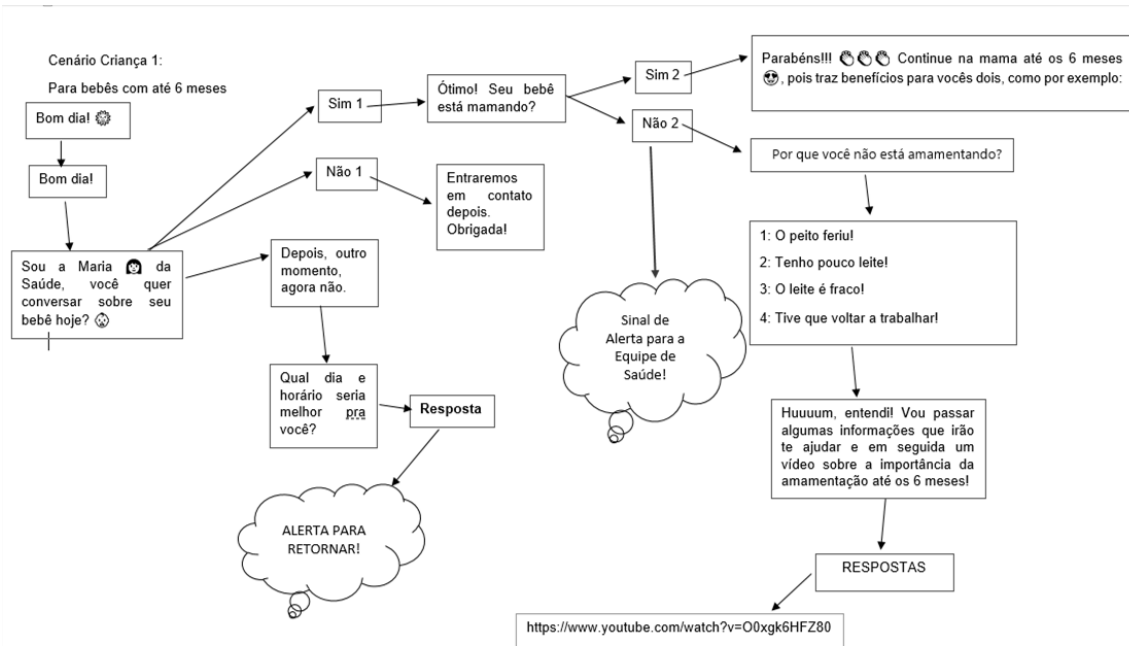 Cenário Criança 1:
Para bebês com até 6 meses
Bom dia! 🌞
Bom dia!
Sou a Maria 👩 da
Saúde, você quer
conversar sobre seu
bebê hoje? 👶
Sim 1
Ótimo! Seu bebê
está mamando?
Não 1
Entraremos
em contato
depois.
Obrigada!
Depois, outro
momento,
agora não.
Qual dia e
horário seria
melhor pra
você?
Resposta
ALERTA PARA
RETORNAR!
Sim 2
Parabéns!!! 👏👏👏 Continue na mama até os 6 meses
😍, pois traz benefícios para vocês dois, como por exemplo:
Não 2
Por que você não está amamentando?
Sinal de
Alerta para a
Equipe de
Saúde!
1: O peito feriu!
2: Tenho pouco leite!
3: O leite é fraco!
4: Tive que voltar a trabalhar!
Huuuum, entendi! Vou passar
algumas informações que irão
te ajudar e em seguida um
vídeo sobre a importância da
amamentação até os 6 meses!
RESPOSTAS
https://www.youtube.com/watch?v=O0xgk6HFZ80